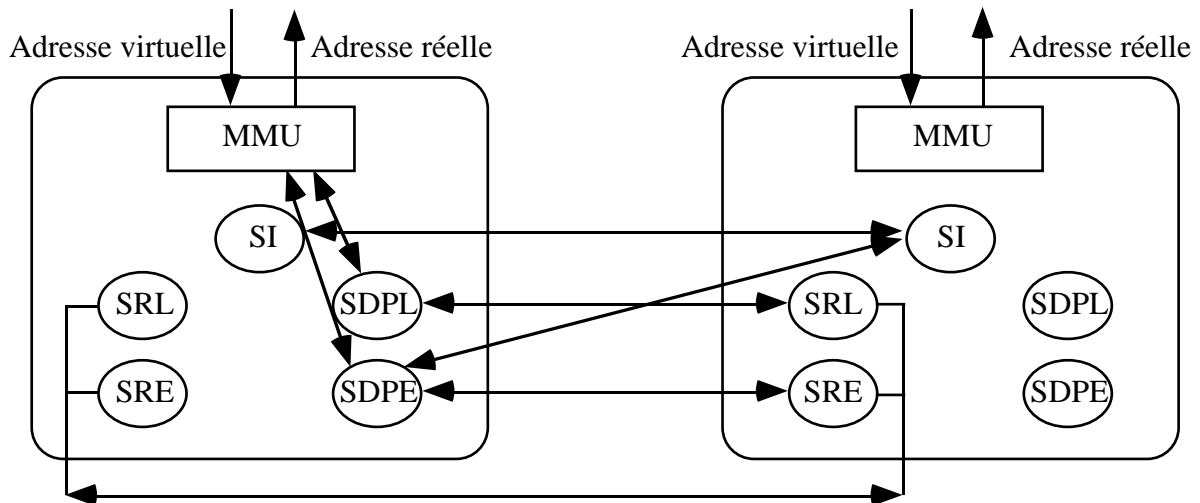 Adresse virtuelle Adresse réelle Adresse virtuelle Adresse réelle
MMU MMU
SI SI
SRL SDPL SRL SDPL
SRE SDPE SRE SDPE